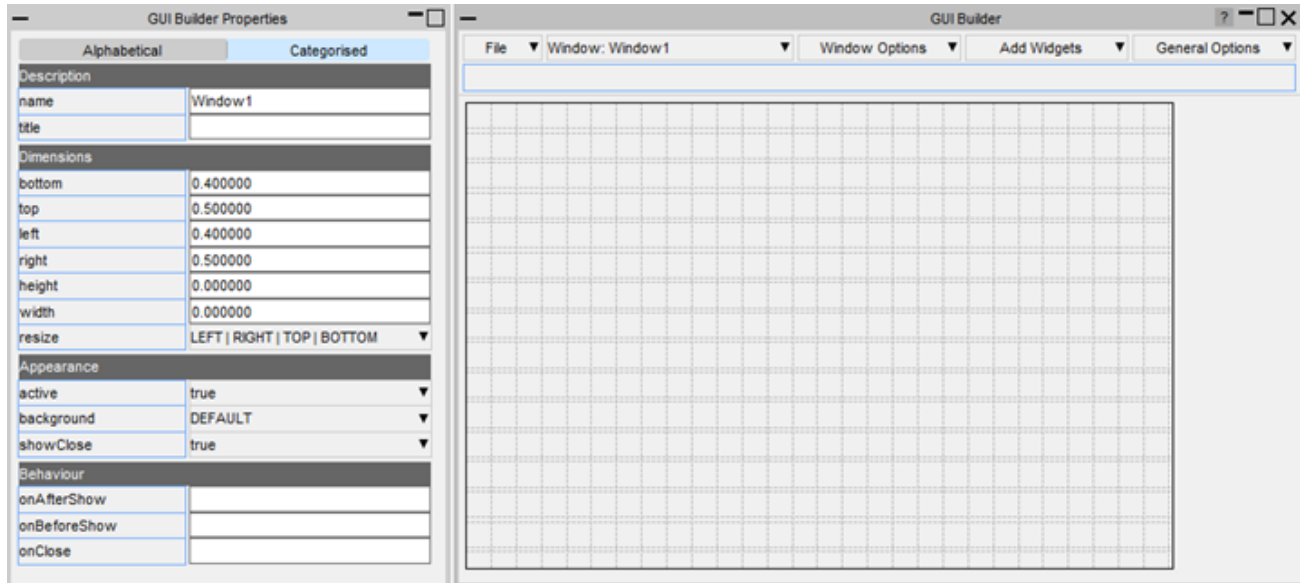 GUI Builder Properties
Alphabetical Categorised
Description
name Window1
title
Dimensions
bottom 0.400000
top 0.500000
left 0.400000
right 0.500000
height 0.000000
width 0.000000
resize LEFT | RIGHT | TOP | BOTTOM
Appearance
active true
background DEFAULT
showClose true
Behaviour
onAfterShow
onBeforeShow
onClose
GUI Builder ?
File Window: Window1 Window Options Add Widgets General Options